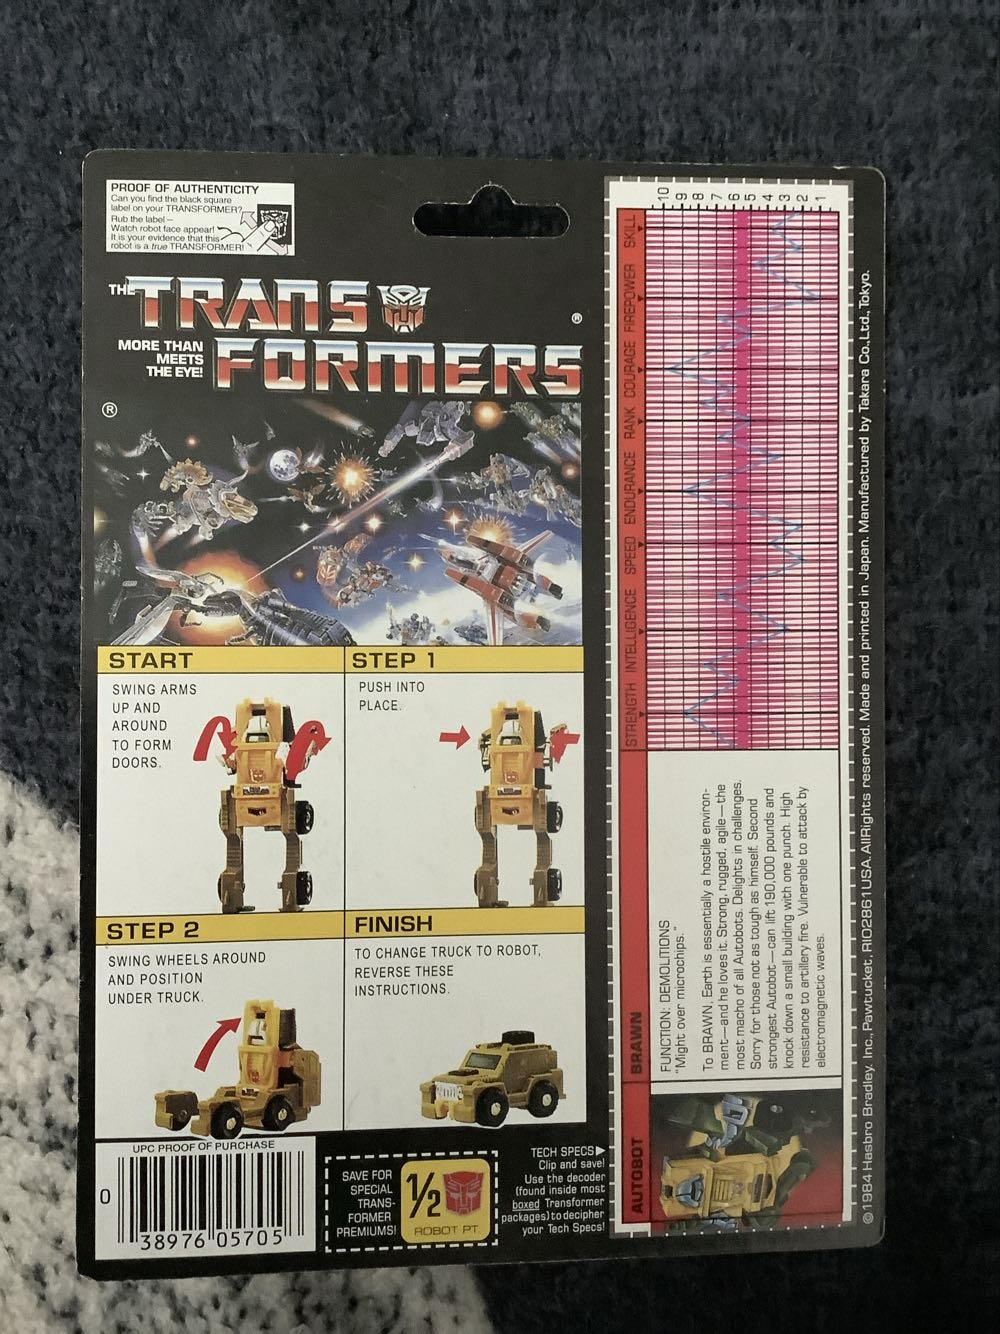 PROOF OF AUTHENTICITY
Can you find the black square
label on your TRANSFORMER?
Rub the label –
Watch robot face appear!
It is your evidence that this
robot is a true TRANSFORMER!
THE TRANS
FORMERS
®
MORE THAN
MEETS
THE EYE!
®
START
SWING ARMS
UP AND
AROUND
TO FORM
DOORS.
STEP 1
PUSH INTO
PLACE.
STEP 2
SWING WHEELS AROUND
AND POSITION
UNDER TRUCK.
FINISH
TO CHANGE TRUCK TO ROBOT,
REVERSE THESE
INSTRUCTIONS.
UPC PROOF OF PURCHASE
0 38976 05705
SAVE FOR
SPECIAL
TRANS-
FORMER
PREMIUMS!
1/2
ROBOT PT.
TECH SPECS▶
Clip and save!
Use the decoder
(found inside most
boxed Transformer
packages) to decipher
your Tech Specs!
AUTOBOT
BRAWN
FUNCTION: DEMOLITIONS
"Might over microchips."
To BRAWN, Earth is essentially a hostile environ-
ment—and he loves it. Strong, rugged, agile—the
most macho of all Autobots. Delights in challenges.
Sorry for those not as tough as himself. Second
strongest Autobot—can lift 190,000 pounds and
knock down a small building with one punch. High
resistance to artillery fire. Vulnerable to attack by
electromagnetic waves.
STRENGTH INTELLIGENCE SPEED ENDURANCE RANK COURAGE FIREPOWER SKILL
10
9
8
7
6
5
4
3
2
1
©1984 Hasbro Bradley, Inc., Pawtucket, RI02861USA. AllRights reserved. Made and printed in Japan. Manufactured by Takara Co.,Ltd.,Tokyo.